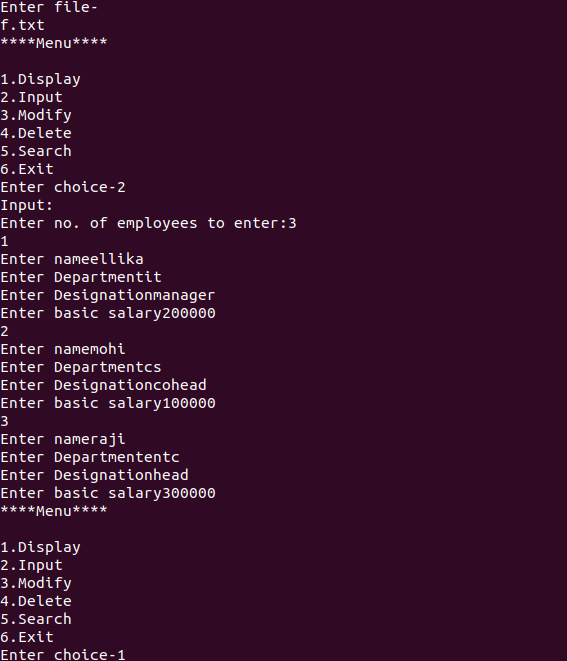 Enter file-
f.txt
****Menu****
1.Display
2.Input
3.Modify
4.Delete
5.Search
6.Exit
Enter choice-2
Input:
Enter no. of employees to enter:3
1
Enter nameellika
Enter Departmentit
Enter Designationmanager
Enter basic salary200000
2
Enter namemohi
Enter Departmentcs
Enter Designationcohead
Enter basic salary100000
3
Enter nameraji
Enter Departmententc
Enter Designationhead
Enter basic salary300000
****Menu****
1.Display
2.Input
3.Modify
4.Delete
5.Search
6.Exit
Enter choice-1